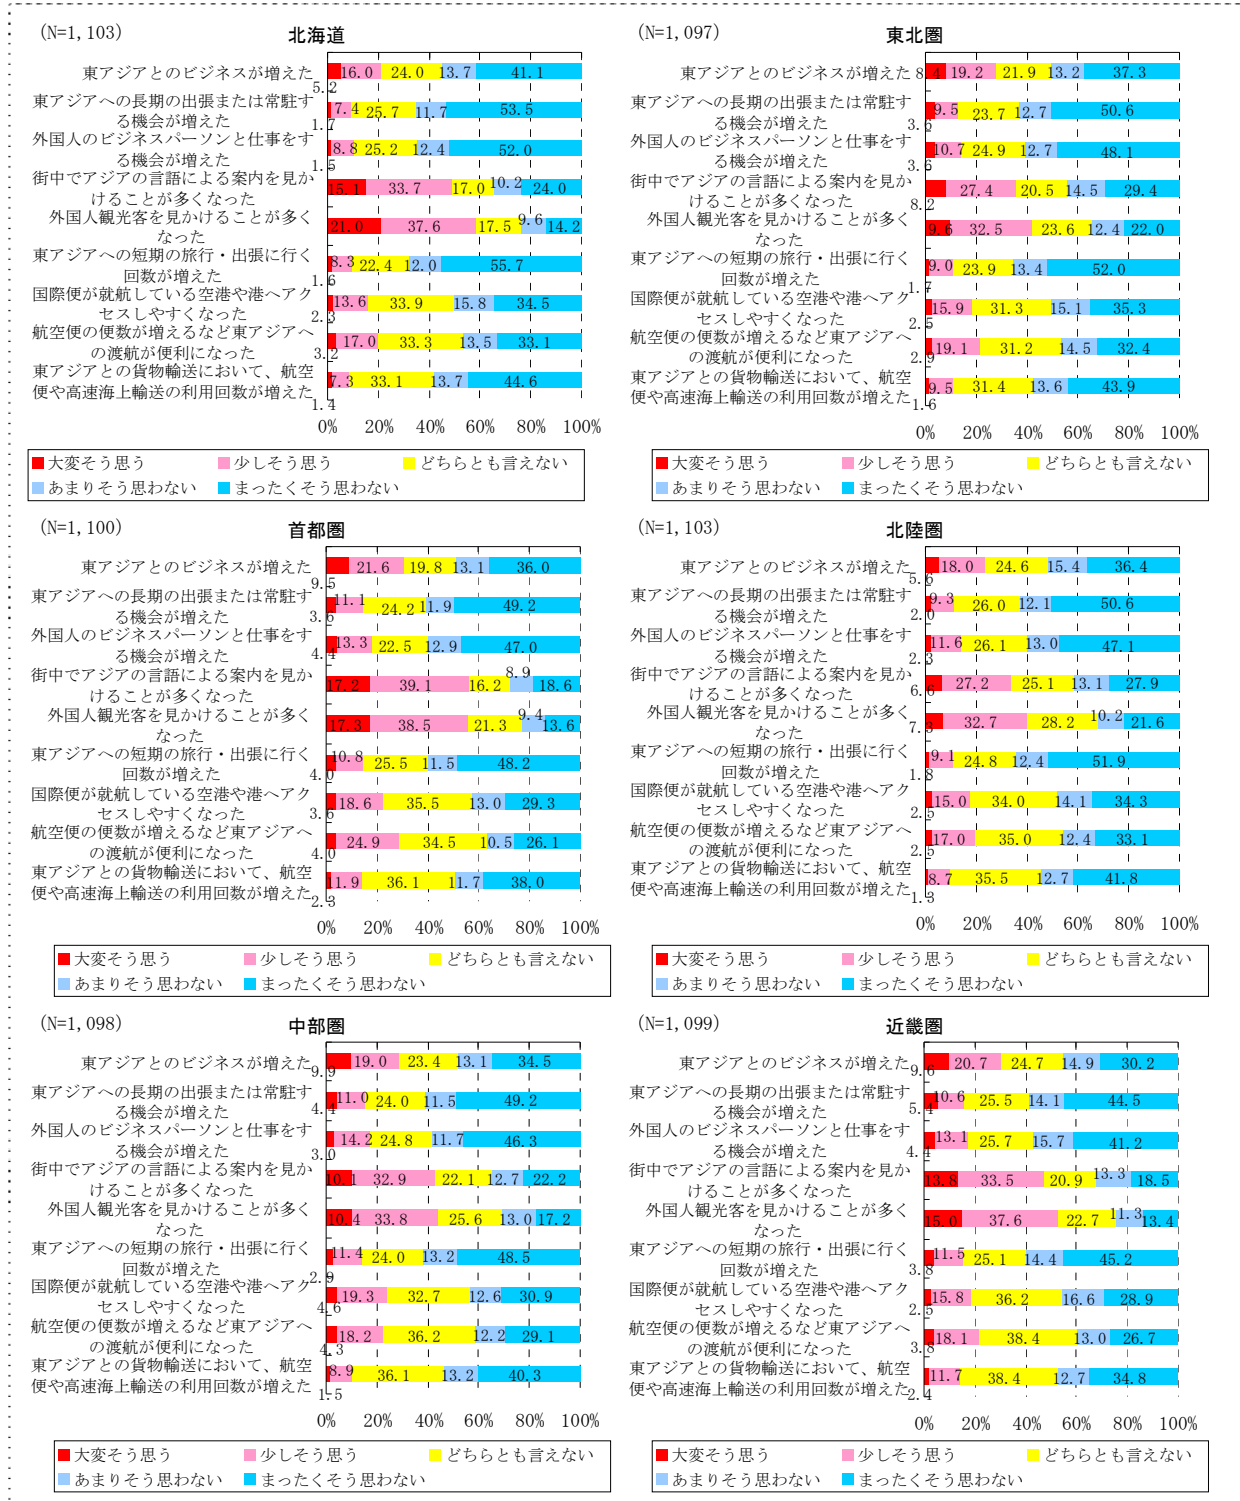 (N=1,103) 北海道
東アジアとのビジネスが増えた
5.2 16.0 24.0 13.7 41.1
東アジアへの長期の出張または常駐す
る機会が増えた
1.7 7.4 25.7 11.7 53.5
外国人のビジネスパーソンと仕事をす
る機会が増えた
1.5 8.8 25.2 12.4 52.0
街中でアジアの言語による案内を見か
けることが多くなった
15.1 33.7 17.0 10.2 24.0
外国人観光客を見かけることが多く
なった
21.0 37.6 17.5 9.6 14.2
東アジアへの短期の旅行・出張に行く
回数が増えた
1.6 8.3 22.4 12.0 55.7
国際便が就航している空港や港へアク
セスしやすくなった
2.3 13.6 33.9 15.8 34.5
航空便の便数が増えるなど東アジアへ
の渡航が便利になった
3.2 17.0 33.3 13.5 33.1
東アジアとの貨物輸送において、航空
便や高速海上輸送の利用回数が増えた
1.4 7.3 33.1 13.7 44.6
0% 20% 40% 60% 80% 100%
大変そう思う 少しそう思う どちらとも言えない
あまりそう思わない まったくそう思わない
(N=1,097) 東北圏
東アジアとのビジネスが増えた
8.4 19.2 21.9 13.2 37.3
東アジアへの長期の出張または常駐す
る機会が増えた
3.6 9.5 23.7 12.7 50.6
外国人のビジネスパーソンと仕事をす
る機会が増えた
3.6 10.7 24.9 12.7 48.1
街中でアジアの言語による案内を見か
けることが多くなった
8.2 27.4 20.5 14.5 29.4
外国人観光客を見かけることが多く
なった
9.6 32.5 23.6 12.4 22.0
東アジアへの短期の旅行・出張に行く
回数が増えた
1.7 9.0 23.9 13.4 52.0
国際便が就航している空港や港へアク
セスしやすくなった
2.5 15.9 31.3 15.1 35.3
航空便の便数が増えるなど東アジアへ
の渡航が便利になった
2.9 19.1 31.2 14.5 32.4
東アジアとの貨物輸送において、航空
便や高速海上輸送の利用回数が増えた
1.6 9.5 31.4 13.6 43.9
0% 20% 40% 60% 80% 100%
大変そう思う 少しそう思う どちらとも言えない
あまりそう思わない まったくそう思わない
(N=1,100) 首都圏
東アジアとのビジネスが増えた
9.5 21.6 19.8 13.1 36.0
東アジアへの長期の出張または常駐す
る機会が増えた
3.6 11.1 24.2 11.9 49.2
外国人のビジネスパーソンと仕事をす
る機会が増えた
4.4 13.3 22.5 12.9 47.0
街中でアジアの言語による案内を見か
けることが多くなった
17.2 39.1 16.2 8.9 18.6
外国人観光客を見かけることが多く
なった
17.3 38.5 21.3 9.4 13.6
東アジアへの短期の旅行・出張に行く
回数が増えた
4.0 10.8 25.5 11.5 48.2
国際便が就航している空港や港へアク
セスしやすくなった
3.6 18.6 35.5 13.0 29.3
航空便の便数が増えるなど東アジアへ
の渡航が便利になった
4.0 24.9 34.5 10.5 26.1
東アジアとの貨物輸送において、航空
便や高速海上輸送の利用回数が増えた
2.3 11.9 36.1 11.7 38.0
0% 20% 40% 60% 80% 100%
大変そう思う 少しそう思う どちらとも言えない
あまりそう思わない まったくそう思わない
(N=1,103) 北陸圏
東アジアとのビジネスが増えた
5.6 18.0 24.6 15.4 36.4
東アジアへの長期の出張または常駐す
る機会が増えた
2.0 9.3 26.0 12.1 50.6
外国人のビジネスパーソンと仕事をす
る機会が増えた
2.3 11.6 26.1 13.0 47.1
街中でアジアの言語による案内を見か
けることが多くなった
6.6 27.2 25.1 13.1 27.9
外国人観光客を見かけることが多く
なった
7.3 32.7 28.2 10.2 21.6
東アジアへの短期の旅行・出張に行く
回数が増えた
1.8 9.1 24.8 12.4 51.9
国際便が就航している空港や港へアク
セスしやすくなった
2.5 15.0 34.0 14.1 34.3
航空便の便数が増えるなど東アジアへ
の渡航が便利になった
2.5 17.0 35.0 12.4 33.1
東アジアとの貨物輸送において、航空
便や高速海上輸送の利用回数が増えた
1.3 8.7 35.5 12.7 41.8
0% 20% 40% 60% 80% 100%
大変そう思う 少しそう思う どちらとも言えない
あまりそう思わない まったくそう思わない
(N=1,098) 中部圏
東アジアとのビジネスが増えた
9.9 19.0 23.4 13.1 34.5
東アジアへの長期の出張または常駐す
る機会が増えた
4.4 11.0 24.0 11.5 49.2
外国人のビジネスパーソンと仕事をす
る機会が増えた
3.0 14.2 24.8 11.7 46.3
街中でアジアの言語による案内を見か
けることが多くなった
10.1 32.9 22.1 12.7 22.2
外国人観光客を見かけることが多く
なった
10.4 33.8 25.6 13.0 17.2
東アジアへの短期の旅行・出張に行く
回数が増えた
2.9 11.4 24.0 13.2 48.5
国際便が就航している空港や港へアク
セスしやすくなった
4.6 19.3 32.7 12.6 30.9
航空便の便数が増えるなど東アジアへ
の渡航が便利になった
4.3 18.2 36.2 12.2 29.1
東アジアとの貨物輸送において、航空
便や高速海上輸送の利用回数が増えた
1.5 8.9 36.1 13.2 40.3
0% 20% 40% 60% 80% 100%
大変そう思う 少しそう思う どちらとも言えない
あまりそう思わない まったくそう思わない
(N=1,099) 近畿圏
東アジアとのビジネスが増えた
9.6 20.7 24.7 14.9 30.2
東アジアへの長期の出張または常駐す
る機会が増えた
5.4 10.6 25.5 14.1 44.5
外国人のビジネスパーソンと仕事をす
る機会が増えた
4.4 13.1 25.7 15.7 41.2
街中でアジアの言語による案内を見か
けることが多くなった
13.8 33.5 20.9 13.3 18.5
外国人観光客を見かけることが多く
なった
15.0 37.6 22.7 11.3 13.4
東アジアへの短期の旅行・出張に行く
回数が増えた
3.8 11.5 25.1 14.4 45.2
国際便が就航している空港や港へアク
セスしやすくなった
2.5 15.8 36.2 16.6 28.9
航空便の便数が増えるなど東アジアへ
の渡航が便利になった
3.8 18.1 38.4 13.0 26.7
東アジアとの貨物輸送において、航空
便や高速海上輸送の利用回数が増えた
2.4 11.7 38.4 12.7 34.8
0% 20% 40% 60% 80% 100%
大変そう思う 少しそう思う どちらとも言えない
あまりそう思わない まったくそう思わない